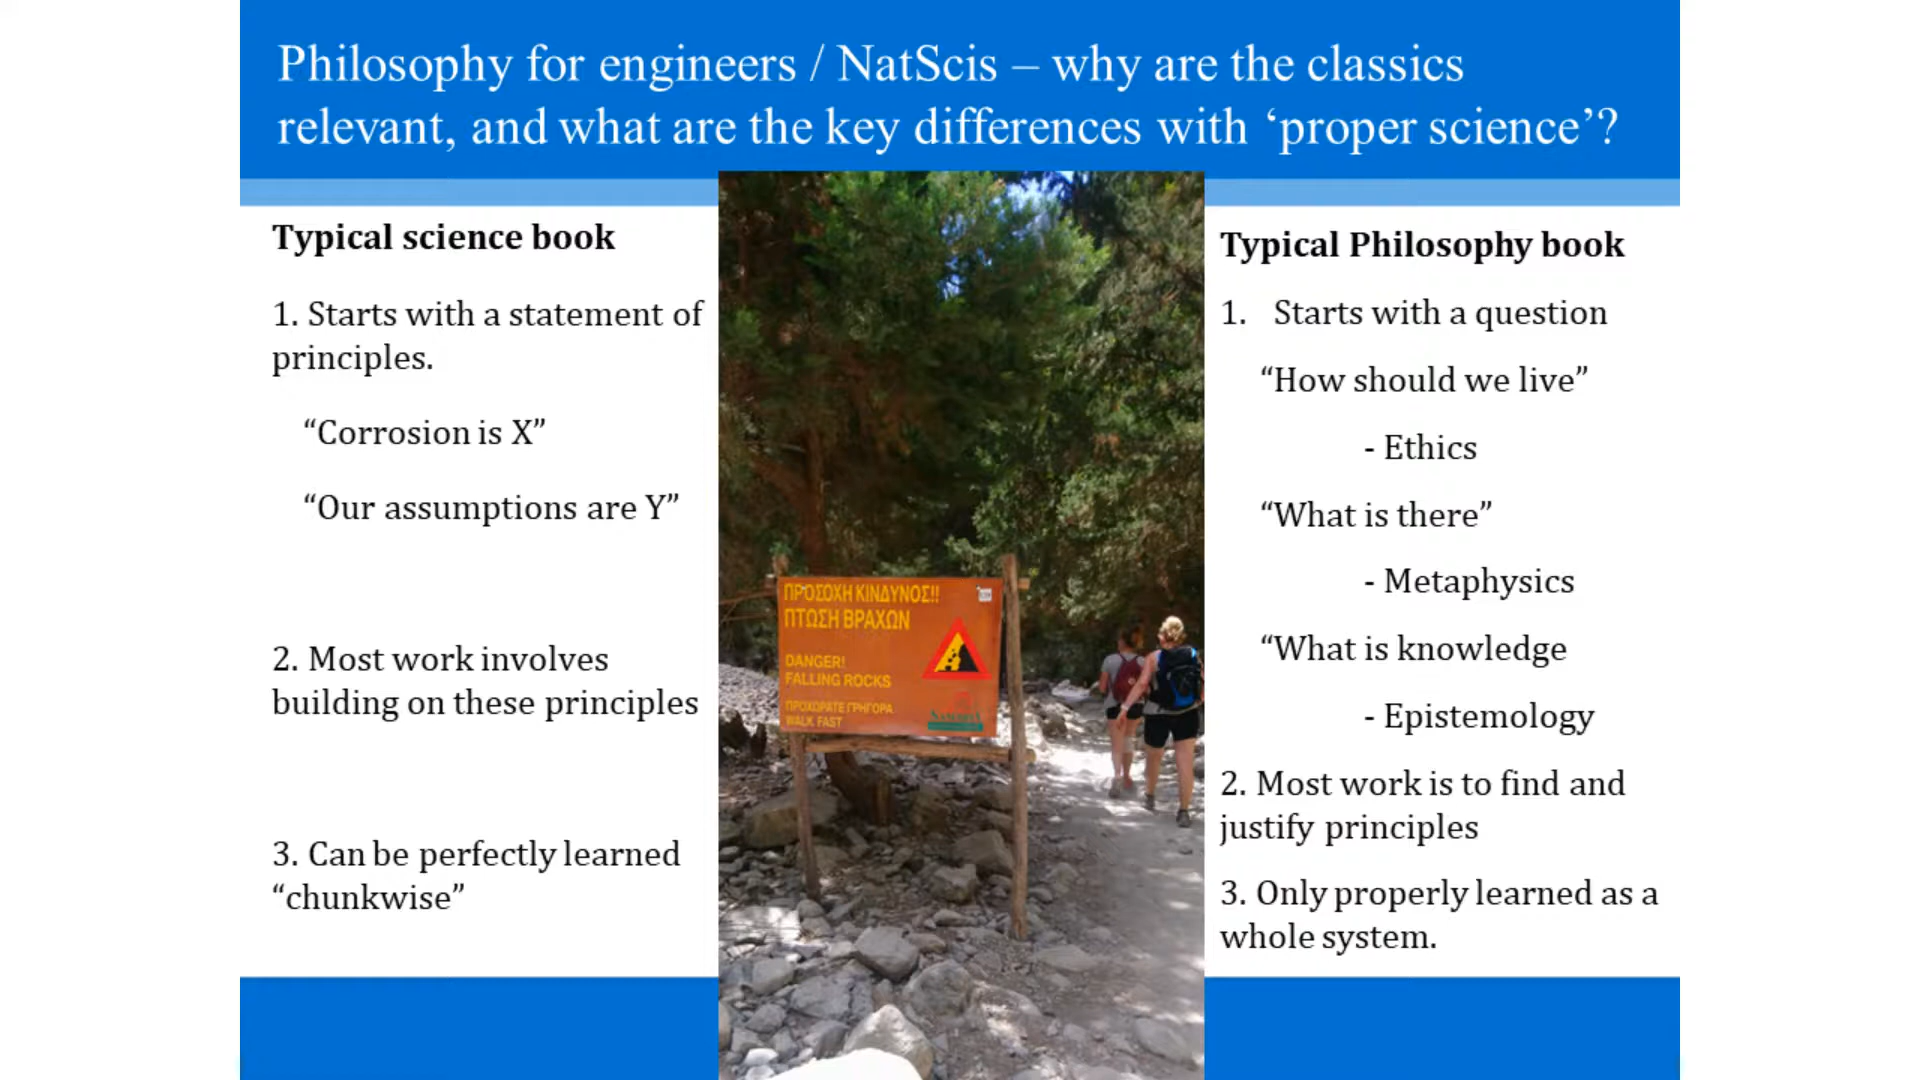 Philosophy for engineers / NatScis – why are the classics
relevant, and what are the key differences with ‘proper science’?
Typical science book
1. Starts with a statement of
principles.
“Corrosion is X”
“Our assumptions are Y”
2. Most work involves
building on these principles
3. Can be perfectly learned
“chunkwise”
ΠΡΟΣΟΧΗ ΚΙΝΔΥΝΟΣ!!
ΠΤΩΣΗ ΒΡΑΧΩΝ
DANGER!
FALLING ROCKS
ΠΡΟΧΩΡΑΤΕ ΓΡΗΓΟΡΑ
WALK FAST
Typical Philosophy book
1. Starts with a question
“How should we live”
- Ethics
“What is there”
- Metaphysics
“What is knowledge
- Epistemology
2. Most work is to find and
justify principles
3. Only properly learned as a
whole system.